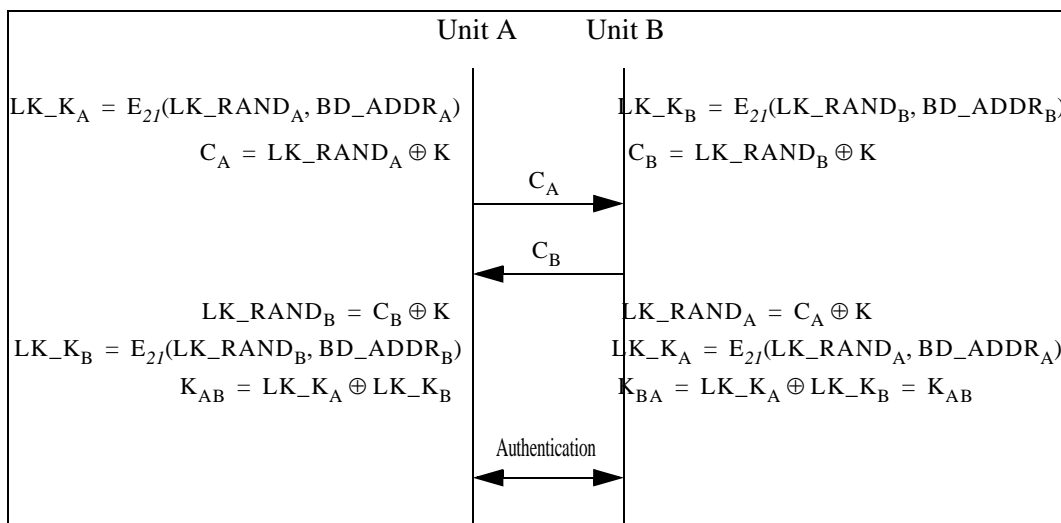 Unit A Unit B
LK_K_A = E_21(LK_RAND_A, BD_ADDR_A) LK_K_B = E_21(LK_RAND_B, BD_ADDR_B)
C_A = LK_RAND_A ⊕ K C_B = LK_RAND_B ⊕ K
C_A
C_B
LK_RAND_B = C_B ⊕ K LK_RAND_A = C_A ⊕ K
LK_K_B = E_21(LK_RAND_B, BD_ADDR_B) LK_K_A = E_21(LK_RAND_A, BD_ADDR_A)
K_AB = LK_K_A ⊕ LK_K_B K_BA = LK_K_A ⊕ LK_K_B = K_AB
Authentication